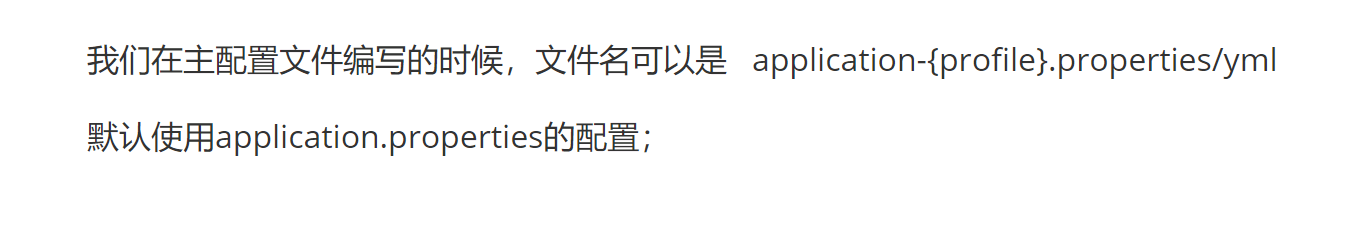 我们在主配置文件编写的时候，文件名可以是 application-{profile}.properties/yml
默认使用application.properties的配置；